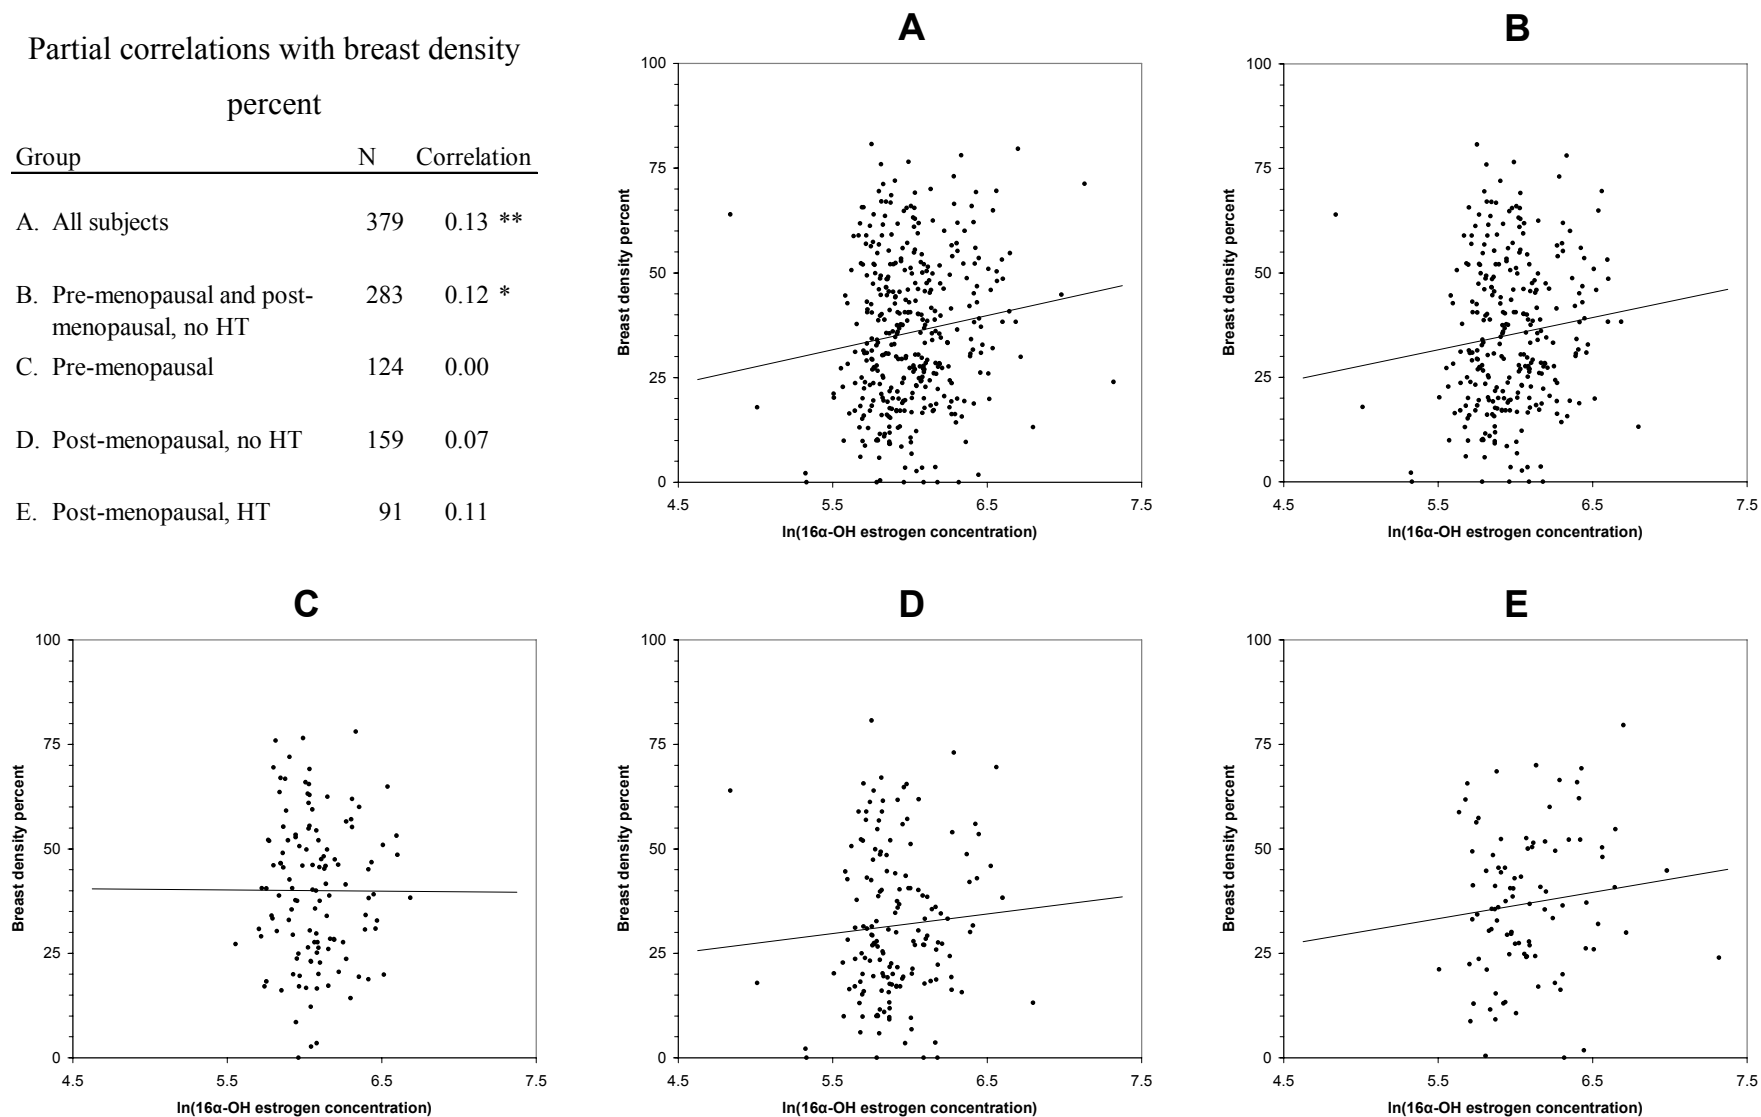 Partial correlations with breast density
percent
Group N Correlation
A. All subjects 379 0.13 **
B. Pre-menopausal and post-
menopausal, no HT 283 0.12 *
C. Pre-menopausal 124 0.00
D. Post-menopausal, no HT 159 0.07
E. Post-menopausal, HT 91 0.11
A
100
75
50
25
0
4.5 5.5 6.5 7.5
Breast density percent
ln(16α-OH estrogen concentration)
B
100
75
50
25
0
4.5 5.5 6.5 7.5
Breast density percent
ln(16α-OH estrogen concentration)
C
100
75
50
25
0
4.5 5.5 6.5 7.5
Breast density percent
ln(16α-OH estrogen concentration)
D
100
75
50
25
0
4.5 5.5 6.5 7.5
Breast density percent
ln(16α-OH estrogen concentration)
E
100
75
50
25
0
4.5 5.5 6.5 7.5
Breast density percent
ln(16α-OH estrogen concentration)